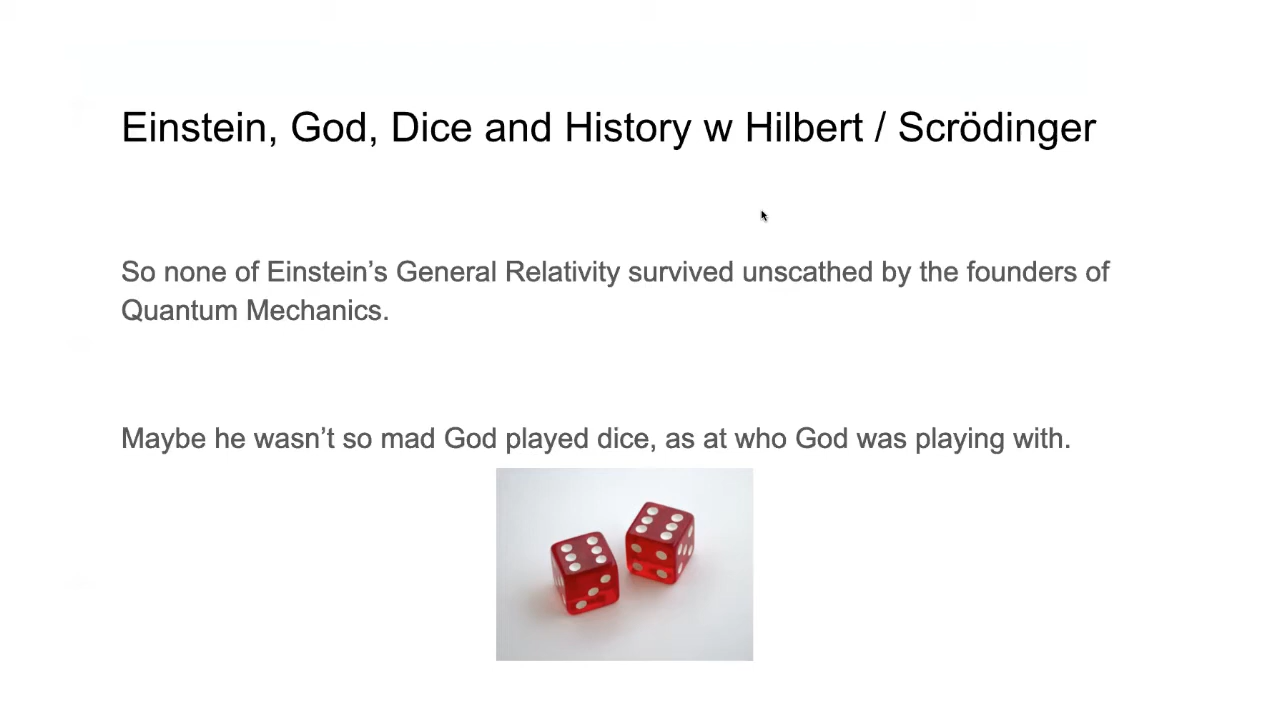 Einstein, God, Dice and History w Hilbert / Scrödinger
So none of Einstein’s General Relativity survived unscathed by the founders of
Quantum Mechanics.
Maybe he wasn’t so mad God played dice, as at who God was playing with.